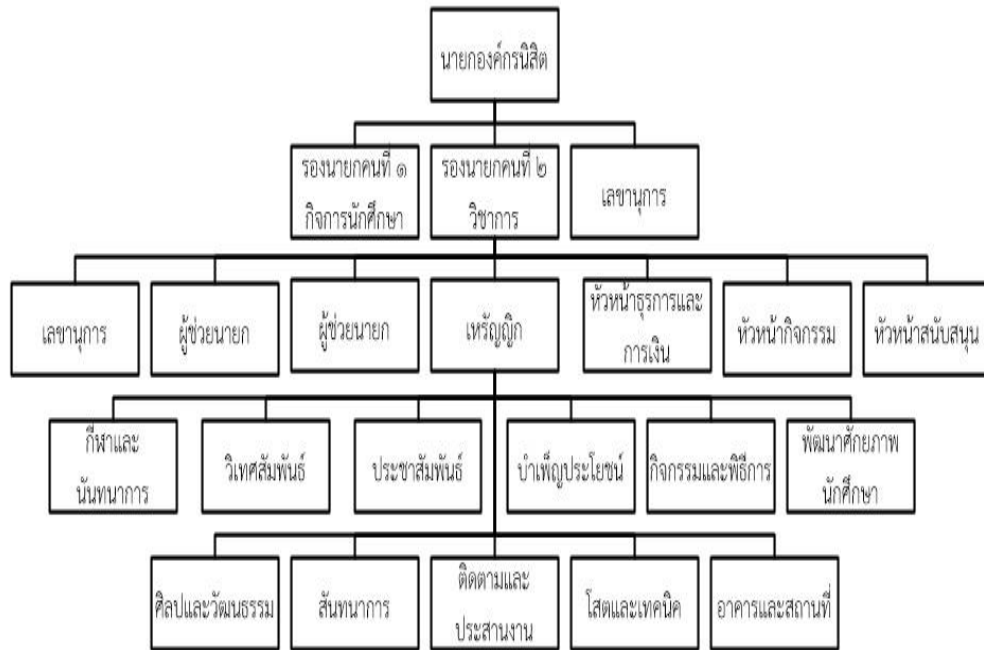 นายกองค์กรนิสิต
รองนายกคนที่ ๑
กิจการนักศึกษา
รองนายกคนที่ ๒
วิชาการ
เลขานุการ
เลขานุการ
ผู้ช่วยนายก
ผู้ช่วยนายก
เหรัญญิก
หัวหน้าธุรการและ
การเงิน
หัวหน้ากิจกรรม
หัวหน้าสนับสนุน
กีฬาและ
นันทนาการ
วิเทศสัมพันธ์
ประชาสัมพันธ์
บำเพ็ญประโยชน์
กิจกรรมและพิธีการ
พัฒนาศักยภาพ
นักศึกษา
ศิลปและวัฒนธรรม
สันทนาการ
ติดตามและ
ประสานงาน
โสตและเทคนิค
อาคารและสถานที่